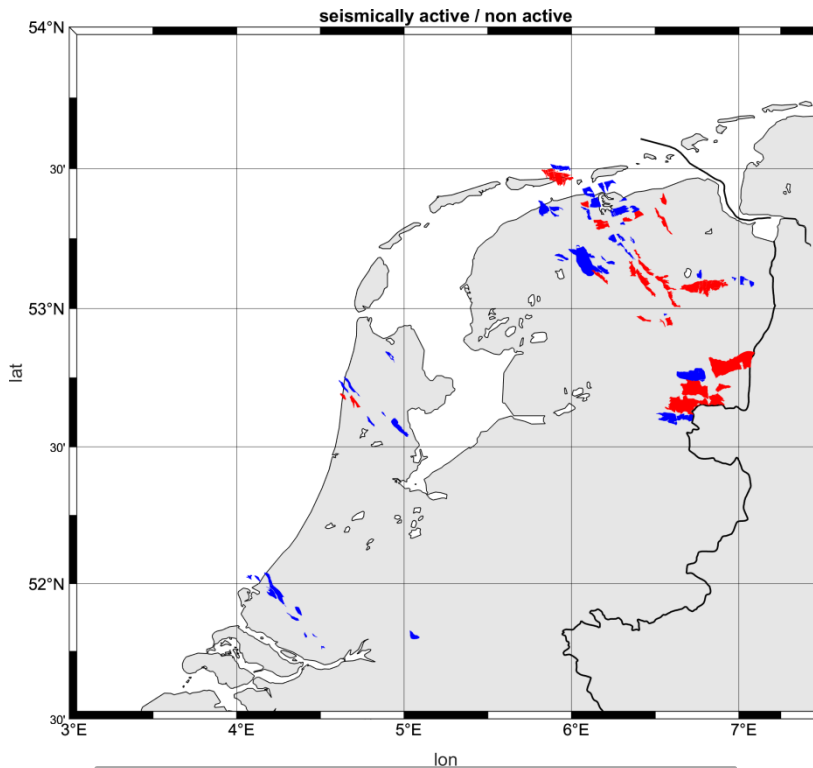 seismically active / non active
54°N
30'
53°N
lat
30'
52°N
30'
3°E
4°E
5°E
6°E
7°E
lon